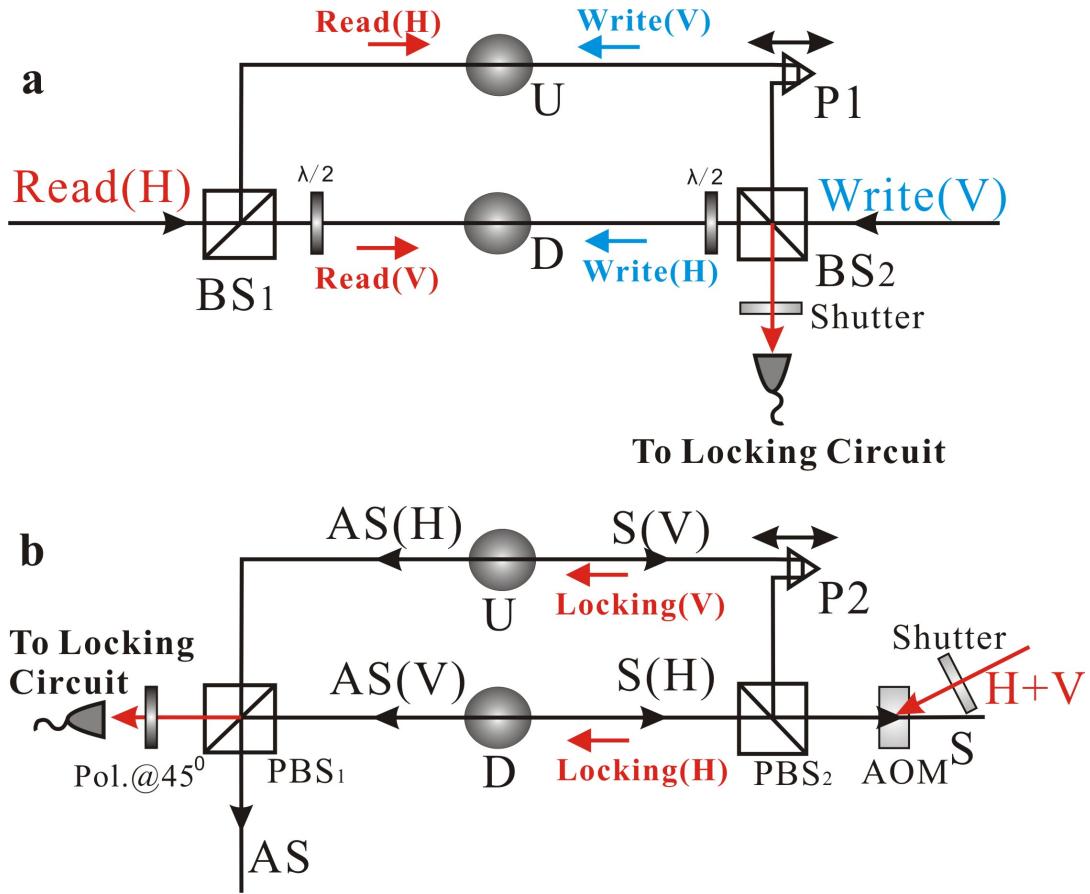 a
Read(H)
Write(V)
U
P1
Read(H)
λ/2
λ/2
Write(V)
BS1
Read(V)
D
Write(H)
BS2
Shutter
To Locking Circuit
b
AS(H)
S(V)
U
Locking(V)
P2
To Locking
Circuit
AS(V)
S(H)
Shutter
H+V
Pol.@45⁰
PBS1
D
Locking(H)
PBS2
AOM
S
AS